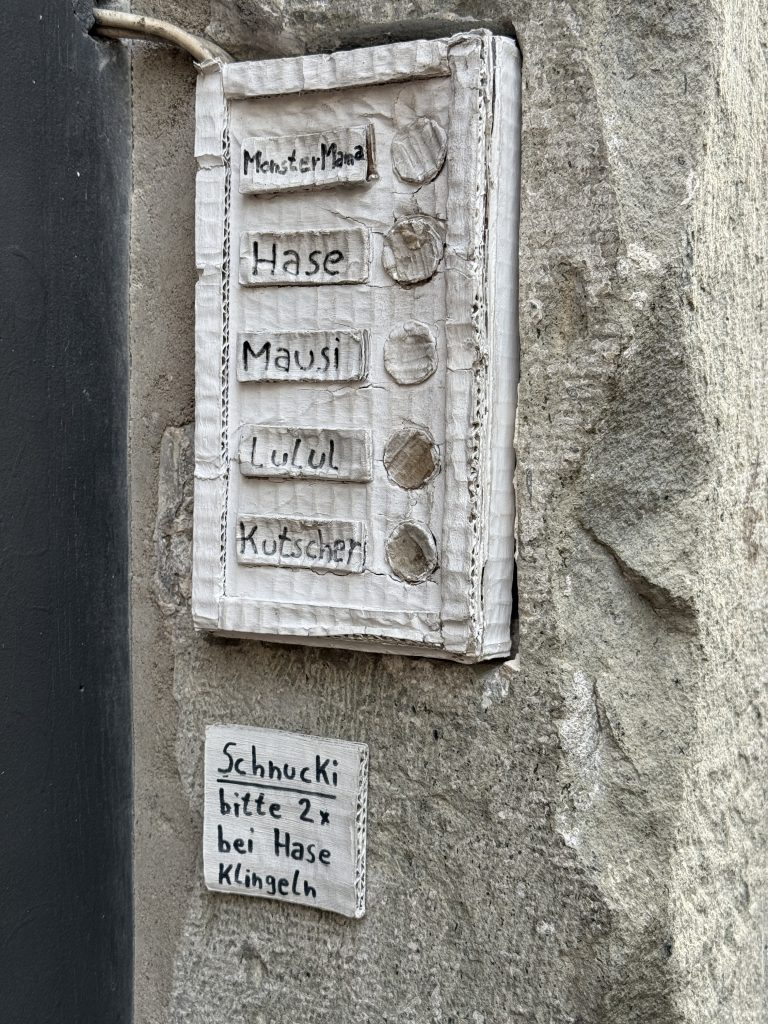 MonsterMama
Hase
Mausi
Lulul
Kutscher
Schnucki
bitte 2x
bei Hase
Klingeln